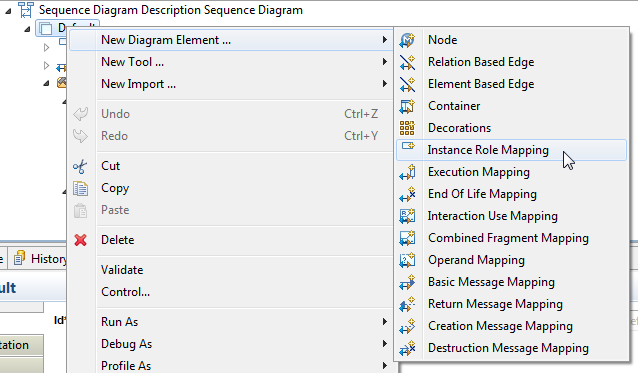 Sequence Diagram Description Sequence Diagram
Default
New Diagram Element ...
New Tool ...
New Import ...
Undo Ctrl+Z
Redo Ctrl+Y
Cut
Copy
Paste
Delete
Validate
Control...
Run As
Debug As
Profile As
Node
Relation Based Edge
Element Based Edge
Container
Decorations
Instance Role Mapping
Execution Mapping
End Of Life Mapping
Interaction Use Mapping
Combined Fragment Mapping
Operand Mapping
Basic Message Mapping
Return Message Mapping
Creation Message Mapping
Destruction Message Mapping
History
ult
Id*
tation